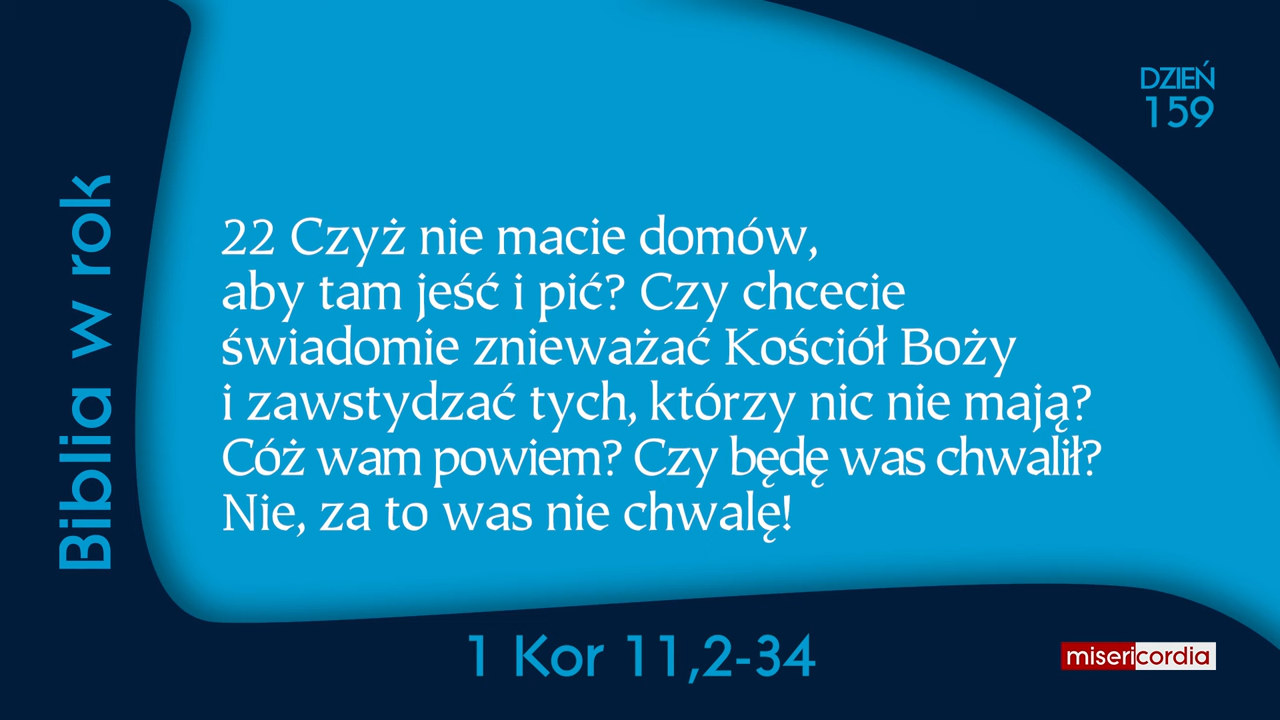 DZIEŃ
159
Biblia w rok
22 Czyż nie macie domów,
aby tam jeść i pić? Czy chcecie
świadomie znieważać Kościół Boży
i zawstydzać tych, którzy nic nie mają?
Cóż wam powiem? Czy będę was chwalił?
Nie, za to was nie chwalę!
1 Kor 11,2-34
misericordia